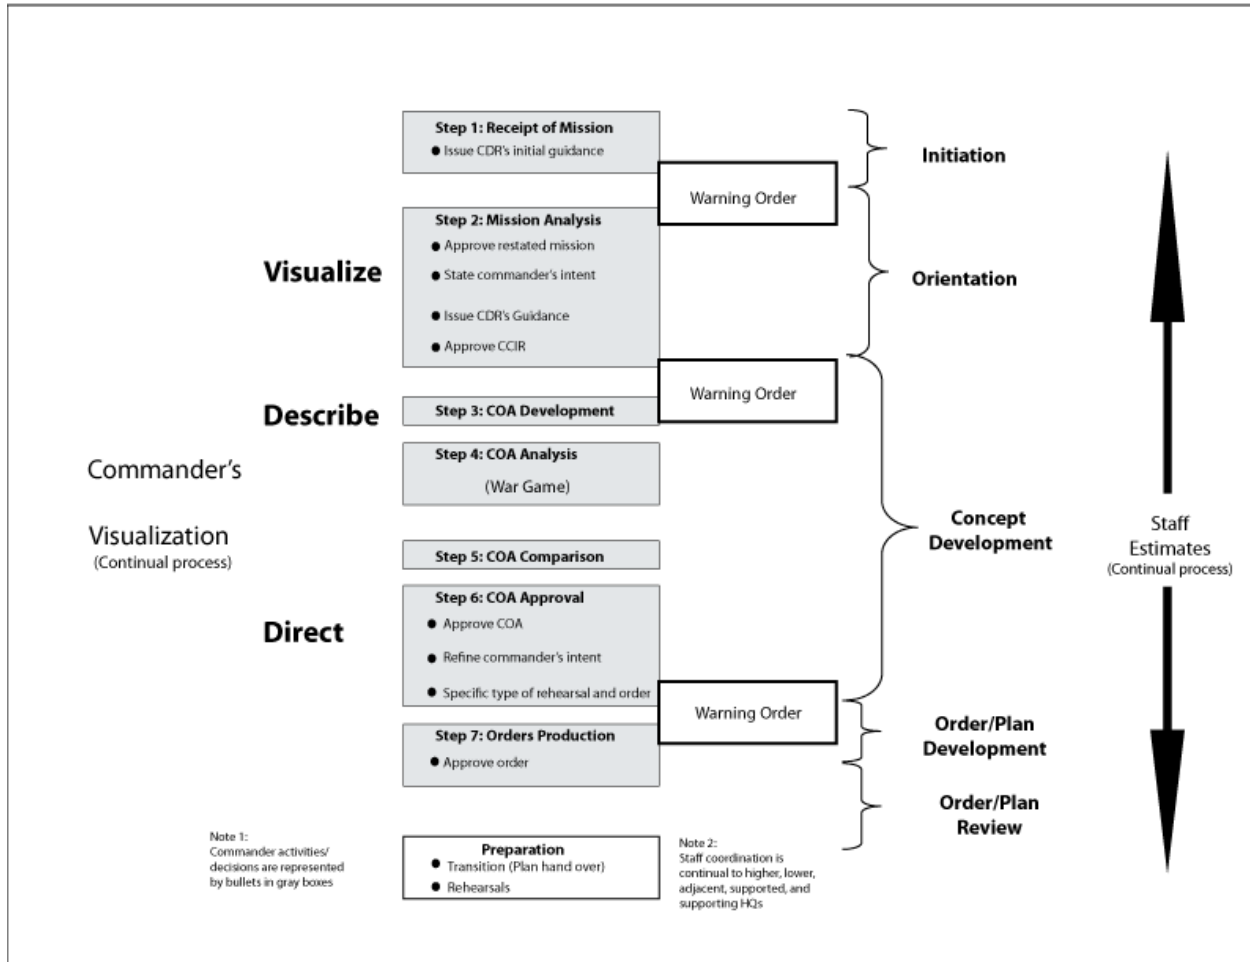 Step 1: Receipt of Mission
● Issue CDR's initial guidance
Warning Order
Initiation
Step 2: Mission Analysis
● Approve restated mission
● State commander's intent
● Issue CDR's Guidance
● Approve CCIR
Visualize
Orientation
Warning Order
Describe
Step 3: COA Development
Step 4: COA Analysis
(War Game)
Commander's
Visualization
(Continual process)
Concept
Development
Staff
Estimates
(Continual process)
Step 5: COA Comparison
Step 6: COA Approval
● Approve COA
● Refine commander's intent
● Specific type of rehearsal and order
Direct
Warning Order
Step 7: Orders Production
● Approve order
Order/Plan
Development
Order/Plan
Review
Note 1:
Commander activities/
decisions are represented
by bullets in gray boxes
Preparation
● Transition (Plan hand over)
● Rehearsals
Note 2:
Staff coordination is
continual to higher, lower,
adjacent, supported, and
supporting HQs